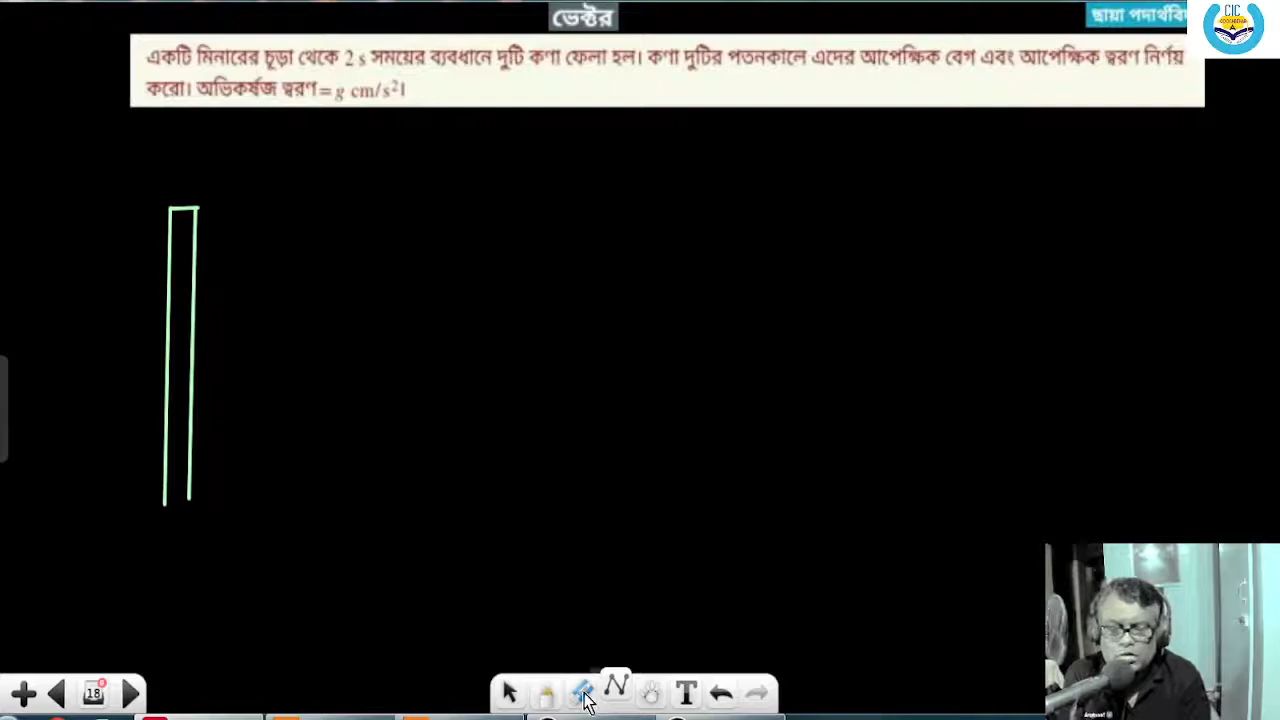 ভেক্টর
ছায়া পদার্থবিদ
CIC
একটি মিনারের চূড়া থেকে 2 s সময়ের ব্যবধানে দুটি কণা ফেলা হল। কণা দুটির পতনকালে এদের আপেক্ষিক বেগ এবং আপেক্ষিক ত্বরণ নির্ণয়
করো। অভিকর্ষজ ত্বরণ = g cm/s²।
18
T